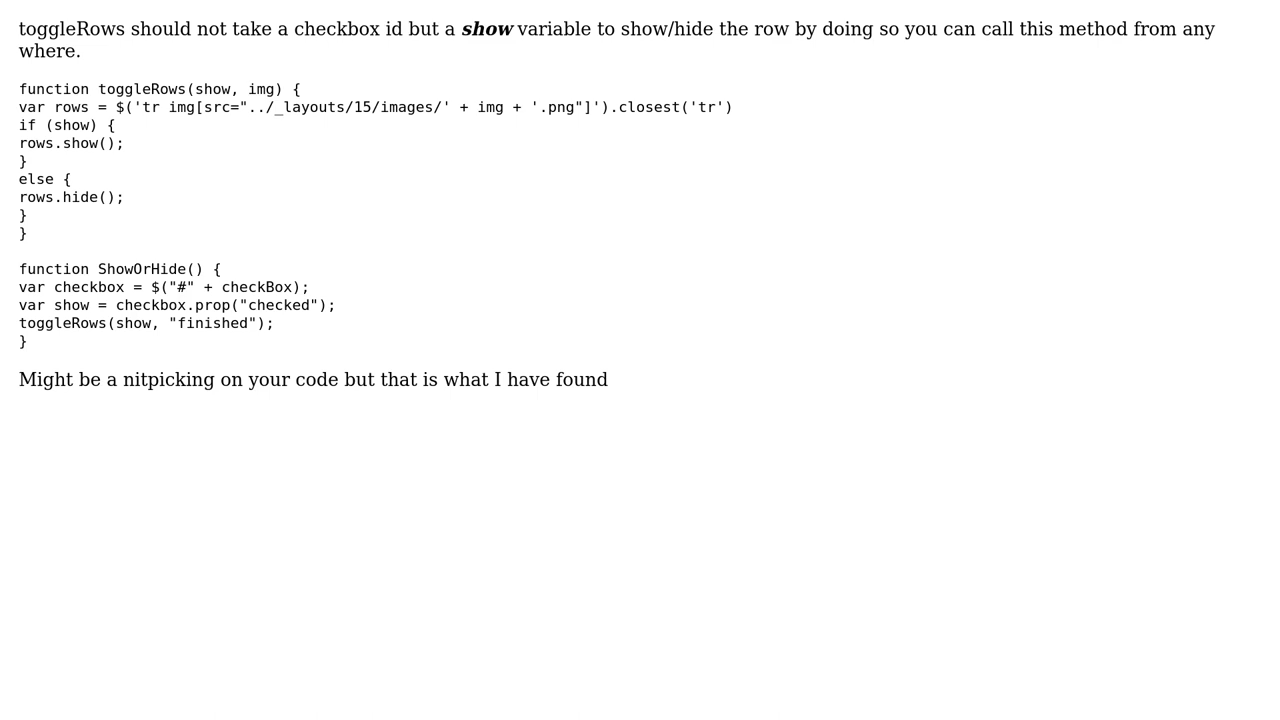 toggleRows should not take a checkbox id but a show variable to show/hide the row by doing so you can call this method from any
where.
function toggleRows(show, img) {
var rows = $('tr img[src="../_layouts/15/images/' + img + '.png"]').closest('tr')
if (show) {
rows.show();
}
else {
rows.hide();
}
}
function ShowOrHide() {
var checkbox = $("#" + checkBox);
var show = checkbox.prop("checked");
toggleRows(show, "finished");
}
Might be a nitpicking on your code but that is what I have found